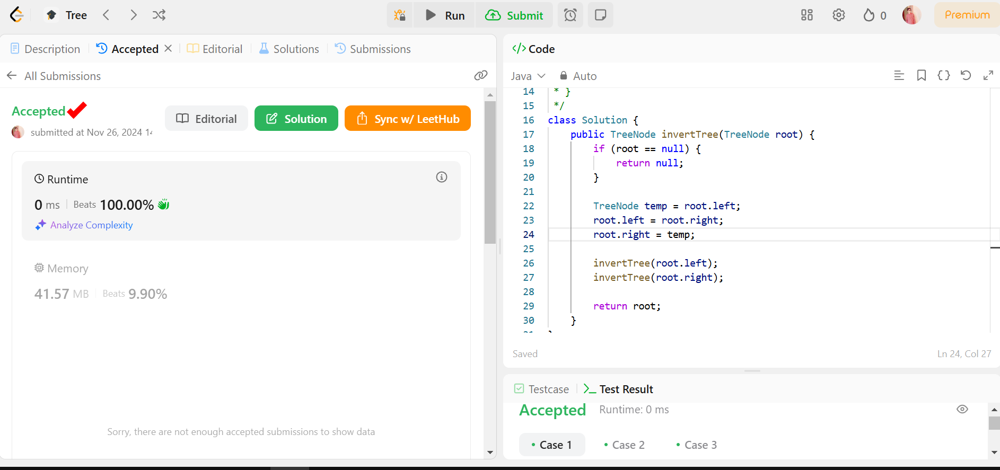 Tree
Run
Submit
0
Premium
Description
Accepted
Editorial
Solutions
Submissions
All Submissions
Accepted
submitted at Nov 26, 2024
Editorial
Solution
Sync w/ LeetHub
Runtime
0 ms
Beats 100.00%
Analyze Complexity
Memory
41.57 MB
Beats 9.90%
Sorry, there are not enough accepted submissions to show data
</> Code
Java
Auto
14 * }
15 */
16 class Solution {
17 public TreeNode invertTree(TreeNode root) {
18 if (root == null) {
19 return null;
20 }
21
22 TreeNode temp = root.left;
23 root.left = root.right;
24 root.right = temp;
25
26 invertTree(root.left);
27 invertTree(root.right);
28
29 return root;
30 }
Saved
Ln 24, Col 27
Testcase
Test Result
Accepted
Runtime: 0 ms
Case 1
Case 2
Case 3